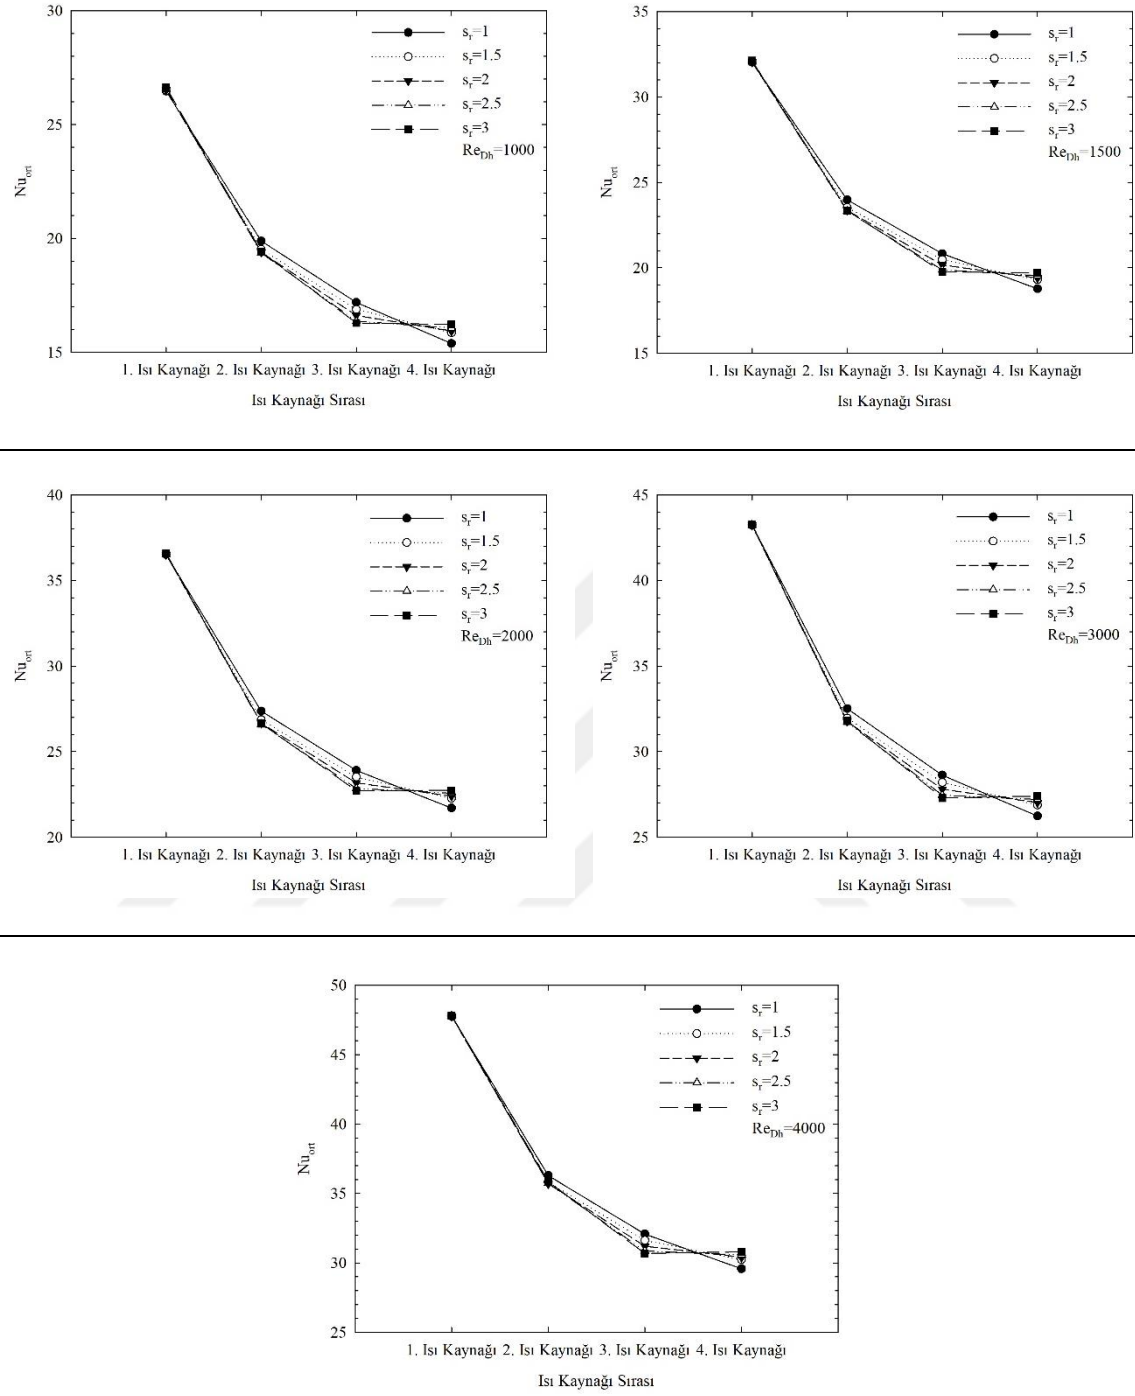 30
25
20
15
Nu_ort
s_r=1
s_r=1.5
s_r=2
s_r=2.5
s_r=3
Re_Dh=1000
1. Isı Kaynağı 2. Isı Kaynağı 3. Isı Kaynağı 4. Isı Kaynağı
Isı Kaynağı Sırası
35
30
25
20
15
Nu_ort
s_r=1
s_r=1.5
s_r=2
s_r=2.5
s_r=3
Re_Dh=1500
1. Isı Kaynağı 2. Isı Kaynağı 3. Isı Kaynağı 4. Isı Kaynağı
Isı Kaynağı Sırası
40
35
30
25
20
Nu_ort
s_r=1
s_r=1.5
s_r=2
s_r=2.5
s_r=3
Re_Dh=2000
1. Isı Kaynağı 2. Isı Kaynağı 3. Isı Kaynağı 4. Isı Kaynağı
Isı Kaynağı Sırası
45
40
35
30
25
Nu_ort
s_r=1
s_r=1.5
s_r=2
s_r=2.5
s_r=3
Re_Dh=3000
1. Isı Kaynağı 2. Isı Kaynağı 3. Isı Kaynağı 4. Isı Kaynağı
Isı Kaynağı Sırası
50
45
40
35
30
25
Nu_ort
s_r=1
s_r=1.5
s_r=2
s_r=2.5
s_r=3
Re_Dh=4000
1. Isı Kaynağı 2. Isı Kaynağı 3. Isı Kaynağı 4. Isı Kaynağı
Isı Kaynağı Sırası